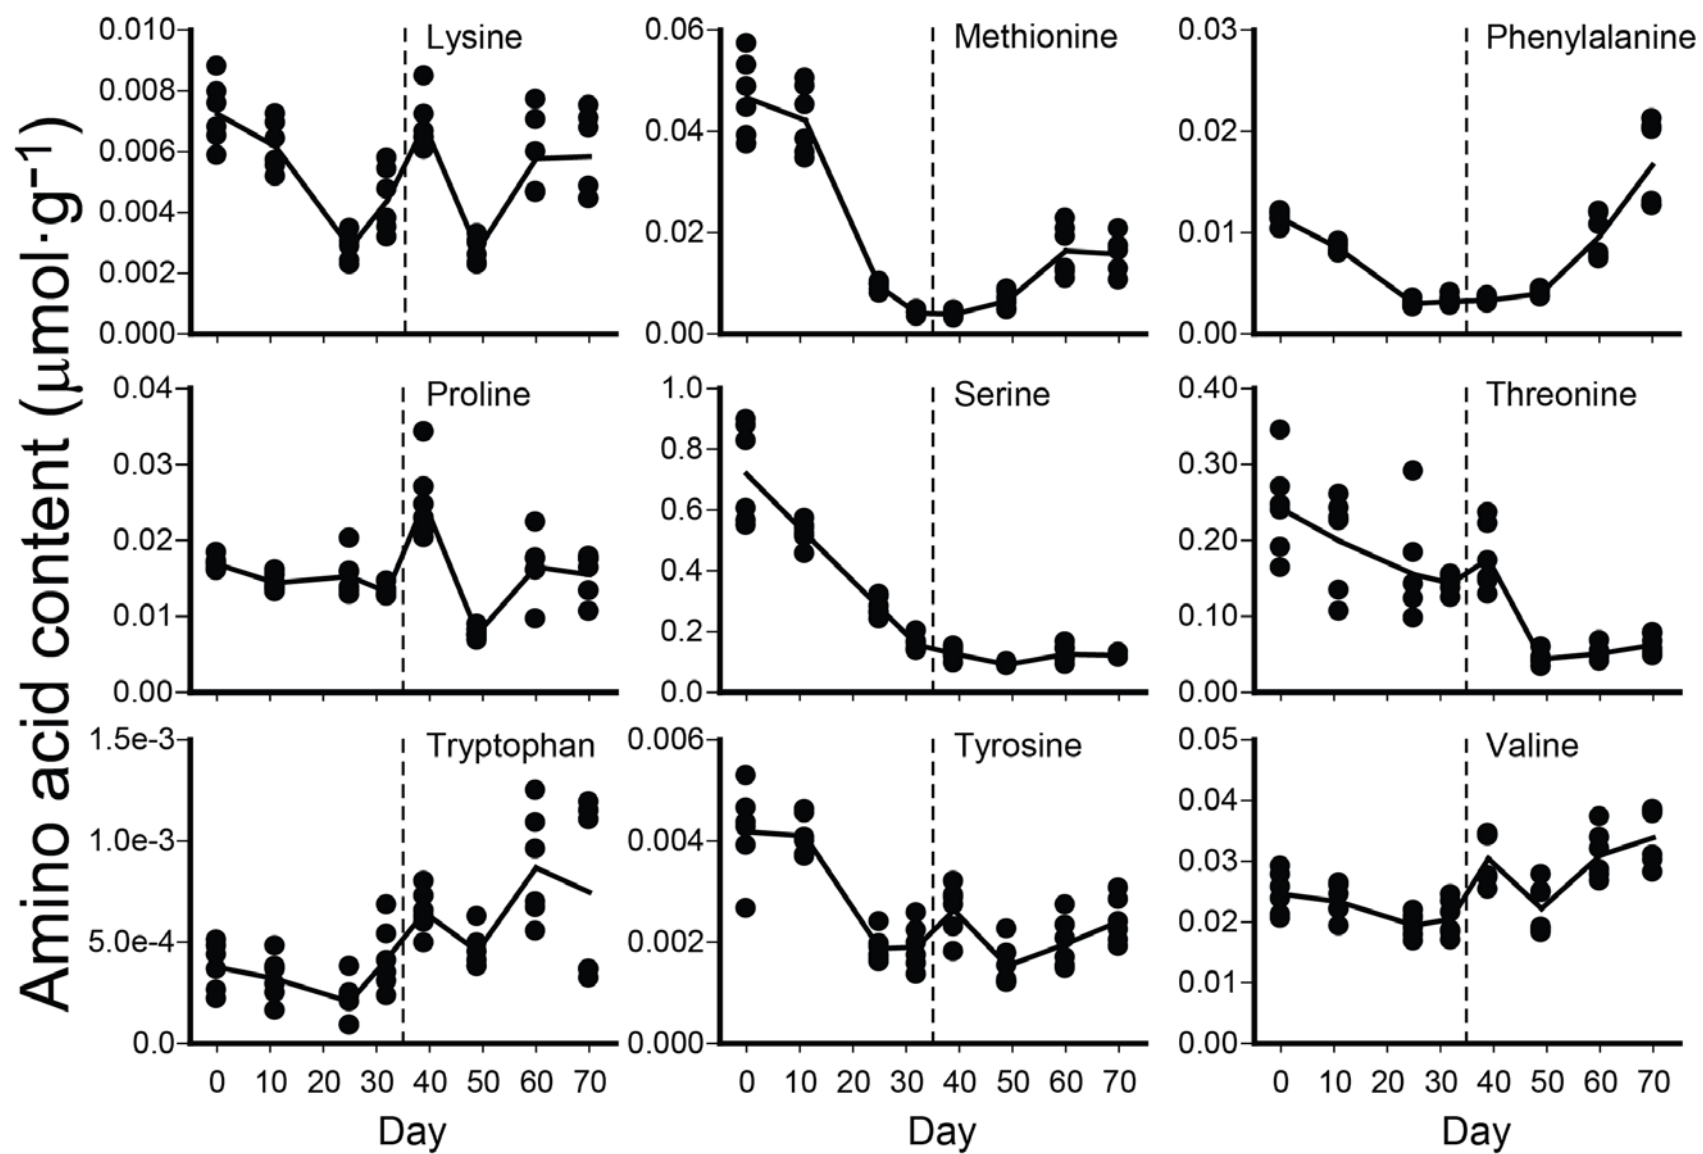 Amino acid content (μmol·g⁻¹)
Lysine
0.010
0.008
0.006
0.004
0.002
0.000
Methionine
0.06
0.04
0.02
0.00
Phenylalanine
0.03
0.02
0.01
0.00
Proline
0.04
0.03
0.02
0.01
0.00
Serine
1.0
0.8
0.6
0.4
0.2
0.0
Threonine
0.40
0.30
0.20
0.10
0.00
Tryptophan
1.5e-3
1.0e-3
5.0e-4
0.0
Tyrosine
0.006
0.004
0.002
0.000
Valine
0.05
0.04
0.03
0.02
0.01
0.00
0 10 20 30 40 50 60 70
0 10 20 30 40 50 60 70
0 10 20 30 40 50 60 70
Day
Day
Day